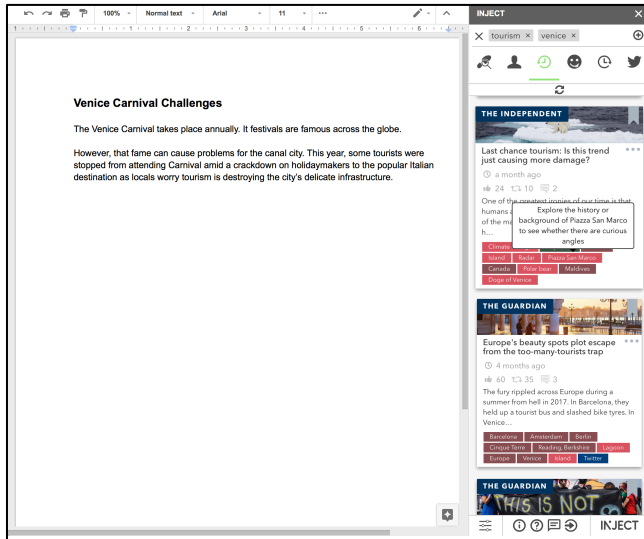 100%
Normal text
Arial
11
INJECT
tourism × venice ×
Venice Carnival Challenges
The Venice Carnival takes place annually. It festivals are famous across the globe.
However, that fame can cause problems for the canal city. This year, some tourists were
stopped from attending Carnival amid a crackdown on holidaymakers to the popular Italian
destination as locals worry tourism is destroying the city's delicate infrastructure.
THE INDEPENDENT
Last chance tourism: Is this trend
just causing more damage?
a month ago
24 10 2
One of the greatest ironies of our time is that
humans a
of the ma
h…
Explore the history or
background of Piazza San Marco
to see whether there are curious
angles
Climate
Island Radar Piazza San Marco
Canada Polar bear Maldives
Doge of Venice
THE GUARDIAN
Europe's beauty spots plot escape
from the too-many-tourists trap
4 months ago
60 35 3
The fury rippled across Europe during a
summer from hell in 2017. In Barcelona, they
held up a tourist bus and slashed bike tyres. In
Venice…
Barcelona Amsterdam Berlin
Cinque Terre Reading, Berkshire Lagoon
Europe Venice Island Twitter
THE GUARDIAN
THIS IS NOT
INJECT